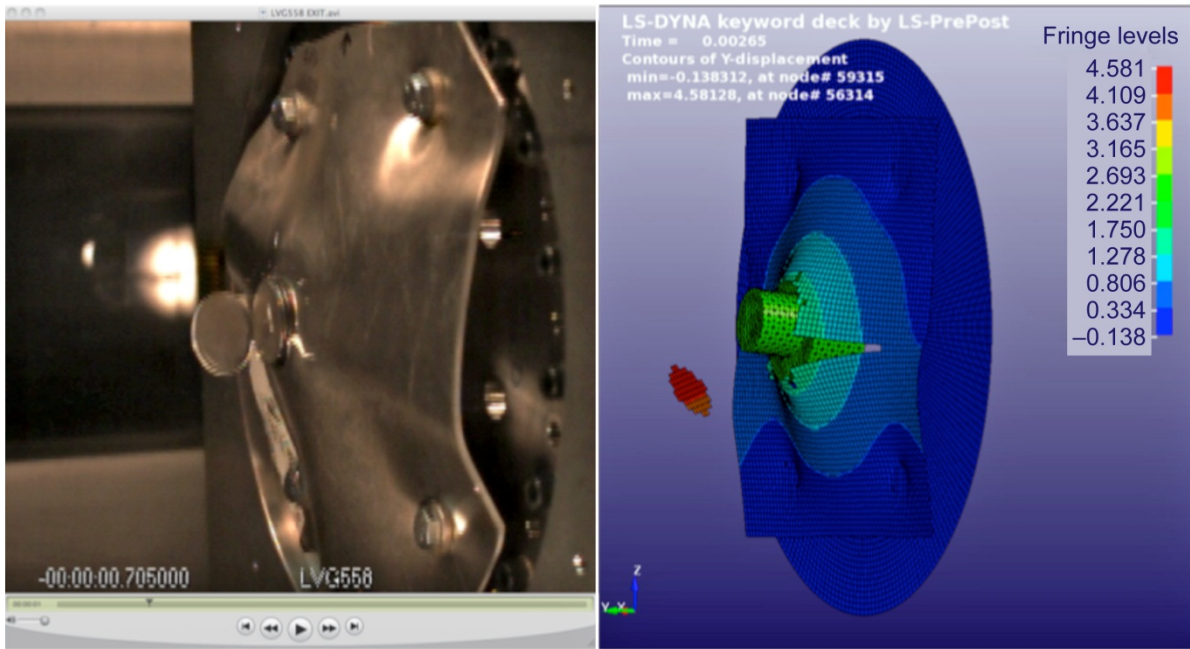 LVG558 EXIT.avi
-00:00:00.705000
LVG558
LS-DYNA keyword deck by LS-PrePost
Time = 0.00265
Contours of Y-displacement
min=-0.138312, at node# 59315
max=4.58128, at node# 56314
Fringe levels
4.581
4.109
3.637
3.165
2.693
2.221
1.750
1.278
0.806
0.334
–0.138
Z
Y
X